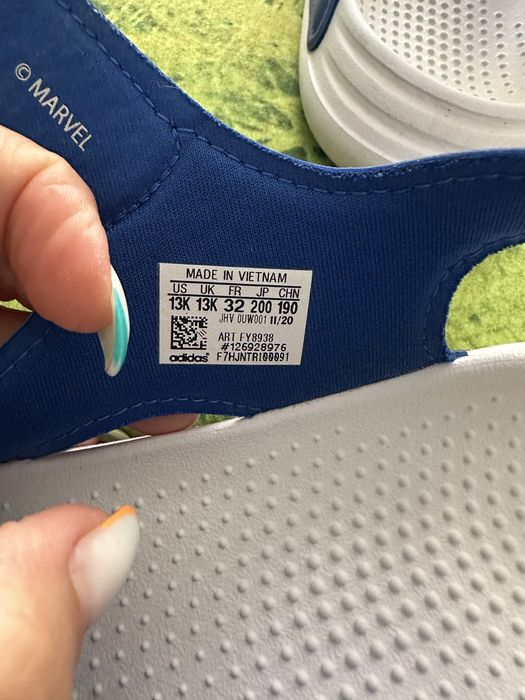 © MARVEL
MADE IN VIETNAM
US UK FR JP CHN
13K 13K 32 200 190
JHV 0UW001 11/20
ART FY8938
#126928976
adidas® F7HJNTRI00091